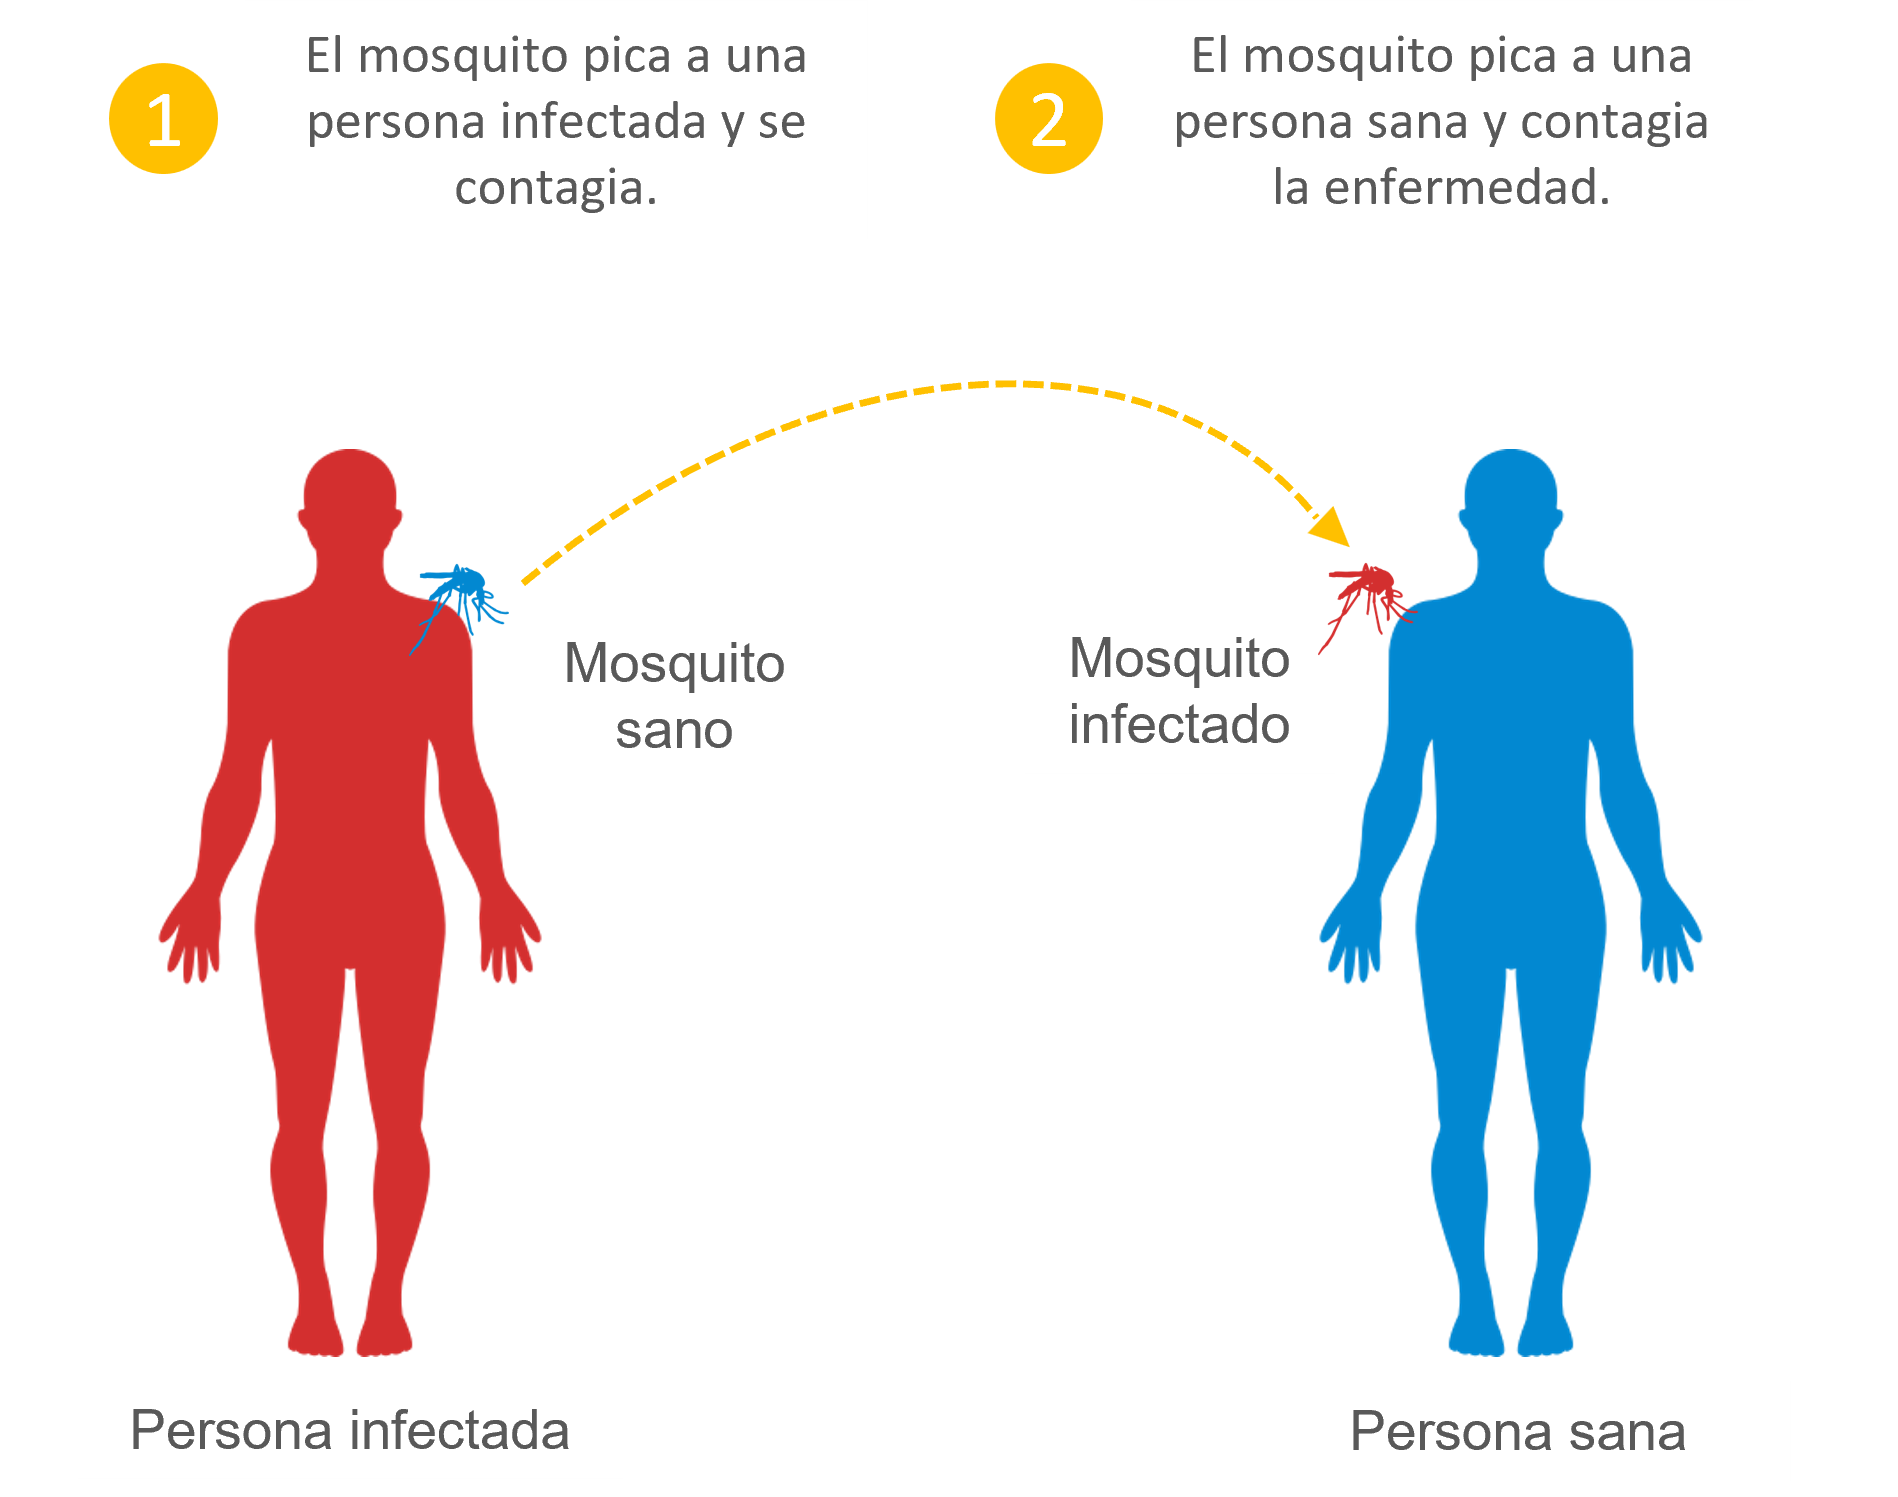 1
El mosquito pica a una
persona infectada y se
contagia.
2
El mosquito pica a una
persona sana y contagia
la enfermedad.
Mosquito
sano
Mosquito
infectado
Persona infectada
Persona sana